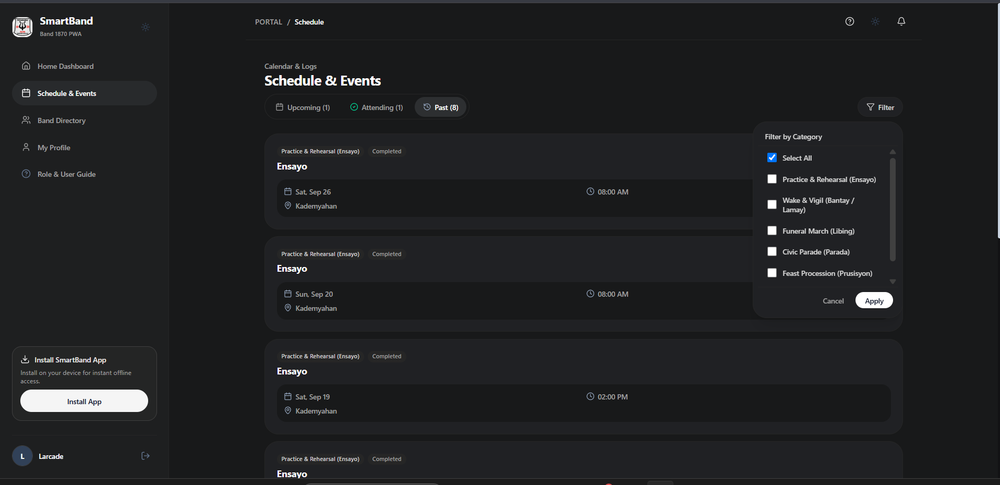 SmartBand
Band 1870 PWA
Home Dashboard
Schedule & Events
Band Directory
My Profile
Role & User Guide
Install SmartBand App
Install on your device for instant offline
access.
Install App
L
Larcade
PORTAL / Schedule
Calendar & Logs
Schedule & Events
Upcoming (1)
Attending (1)
Past (8)
Filter
Filter by Category
Select All
Practice & Rehearsal (Ensayo)
Wake & Vigil (Bantay /
Lamay)
Funeral March (Libing)
Civic Parade (Parada)
Feast Procession (Prusisyon)
Cancel
Apply
Practice & Rehearsal (Ensayo)
Completed
Ensayo
Sat, Sep 26
08:00 AM
Kademyahan
Practice & Rehearsal (Ensayo)
Completed
Ensayo
Sun, Sep 20
08:00 AM
Kademyahan
Practice & Rehearsal (Ensayo)
Completed
Ensayo
Sat, Sep 19
02:00 PM
Kademyahan
Practice & Rehearsal (Ensayo)
Completed
Ensayo